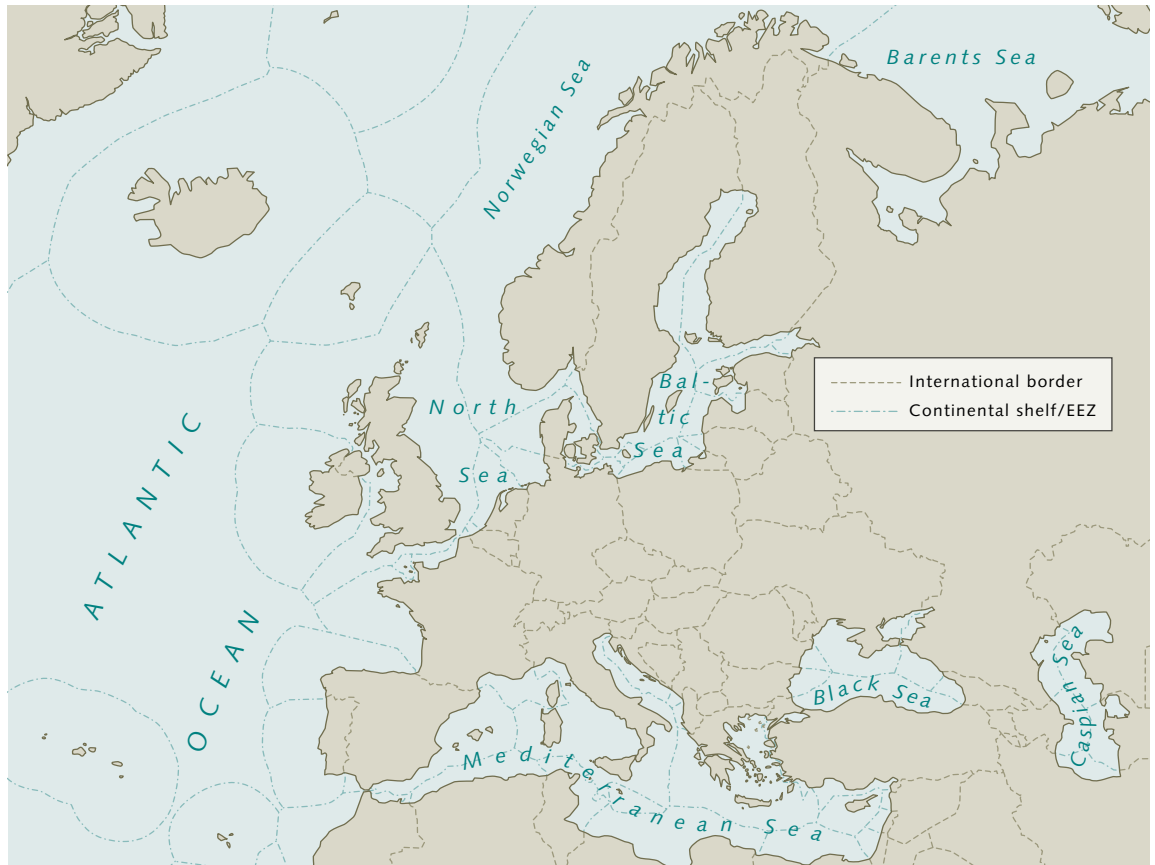 Barents Sea
Norwegian Sea
International border
Continental shelf/EEZ
Bal-
tic
Sea
North
Sea
ATLANTIC
OCEAN
Black Sea
Caspian Sea
Mediterranean Sea